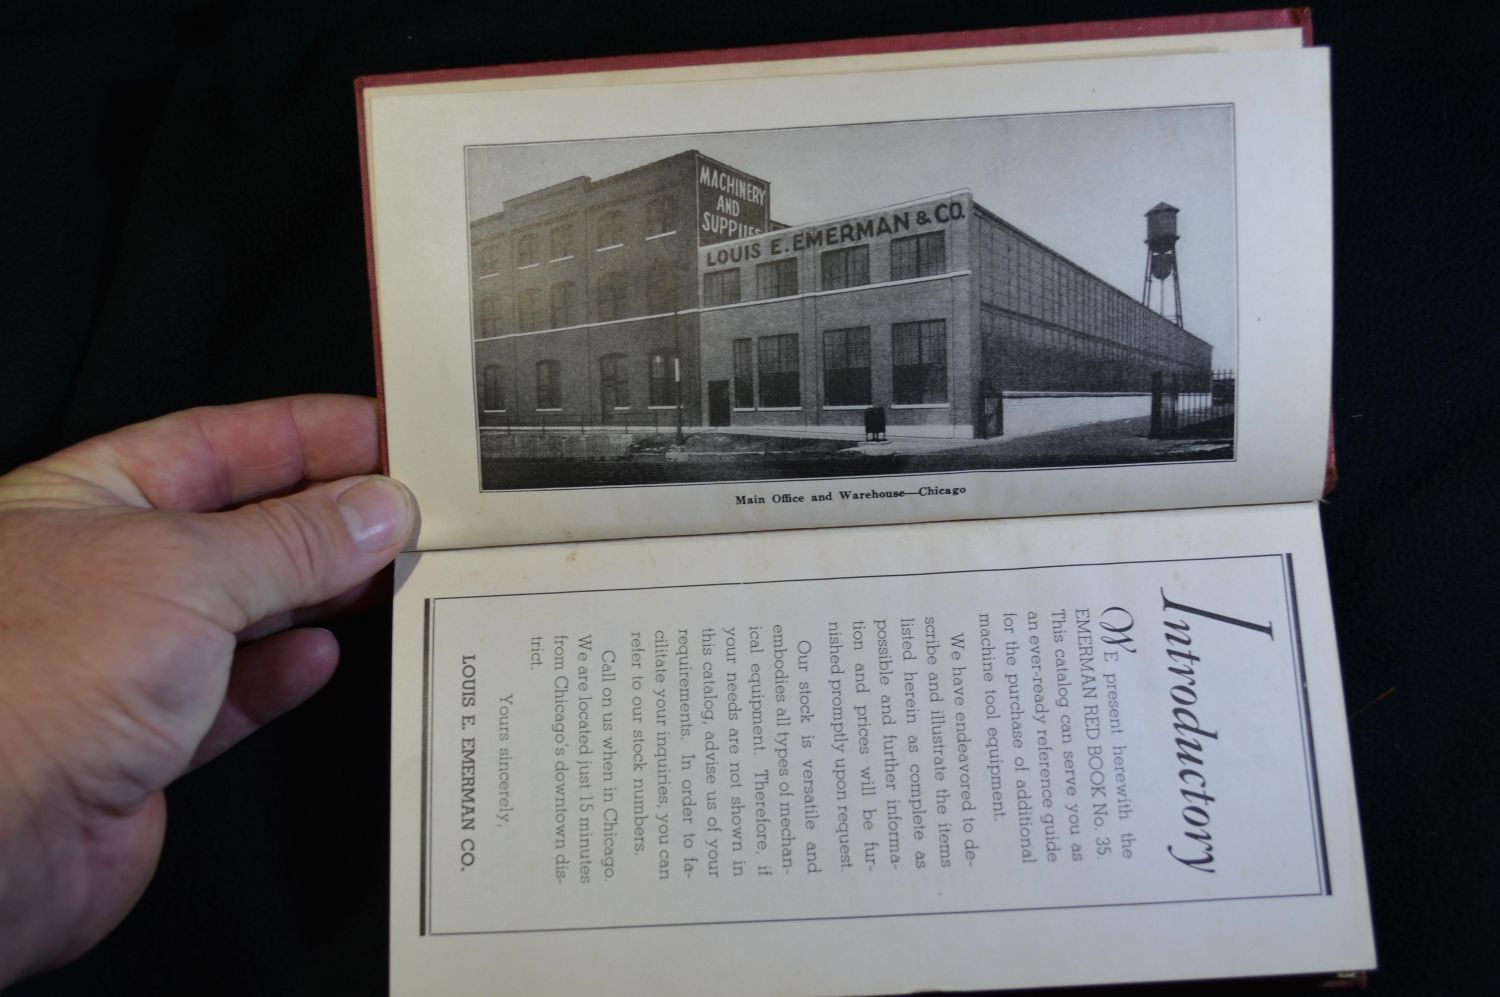 MACHINERY
AND
SUPPLIES
LOUIS E. EMERMAN & CO.
Main Office and Warehouse—Chicago
Introductory
WE present herewith the
EMERMAN RED BOOK No. 35.
This catalog can serve you as
an ever-ready reference guide
for the purchase of additional
machine tool equipment.
We have endeavored to de-
scribe and illustrate the items
listed herein as complete as
possible and further informa-
tion and prices will be fur-
nished promptly upon request.
Our stock is versatile and
embodies all types of mechan-
ical equipment. Therefore, if
your needs are not shown in
this catalog, advise us of your
requirements. In order to fa-
cilitate your inquiries, you can
refer to our stock numbers.
Call on us when in Chicago.
We are located just 15 minutes
from Chicago's downtown dis-
trict.
Yours sincerely,
LOUIS E. EMERMAN CO.